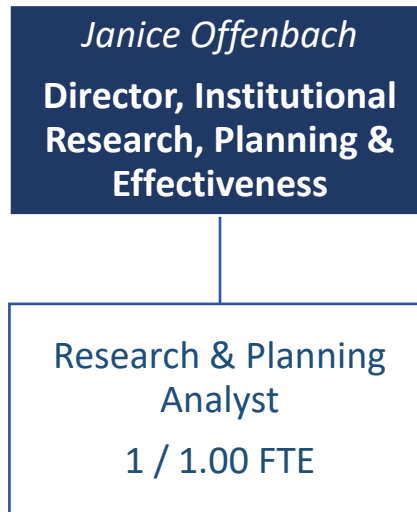 Janice Offenbach
Director, Institutional
Research, Planning &
Effectiveness
Research & Planning
Analyst
1 / 1.00 FTE